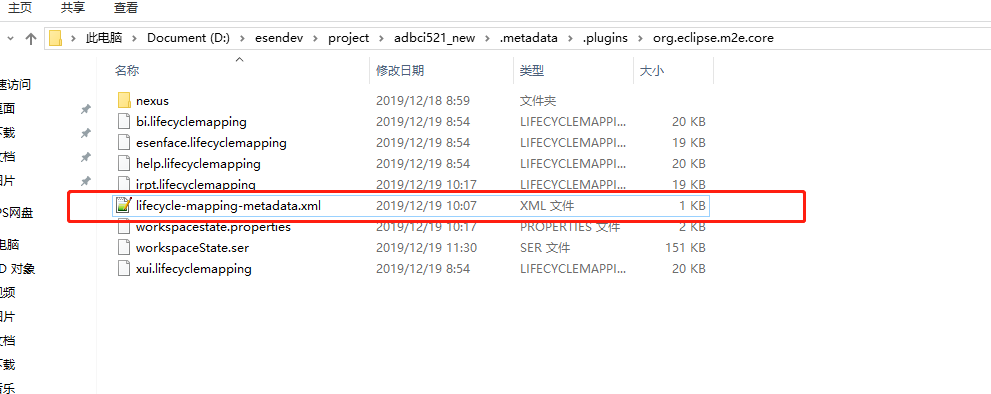 主页 共享 查看
此电脑 › Document (D:) › esendev › project › adbci521_new › .metadata › .plugins › org.eclipse.m2e.core
名称 修改日期 类型 大小
速访问
桌面
下载
文档
图片
PS网盘
电脑
3D 对象
视频
图片
文档
下载
音乐
nexus 2019/12/18 8:59 文件夹
bi.lifecyclemapping 2019/12/19 8:54 LIFECYCLEMAPPI... 20 KB
esenface.lifecyclemapping 2019/12/19 8:54 LIFECYCLEMAPPI... 19 KB
help.lifecyclemapping 2019/12/19 8:54 LIFECYCLEMAPPI... 20 KB
irpt.lifecyclemapping 2019/12/19 10:17 LIFECYCLEMAPPI... 19 KB
lifecycle-mapping-metadata.xml 2019/12/19 10:07 XML 文件 1 KB
workspacestate.properties 2019/12/19 10:17 PROPERTIES 文件 2 KB
workspaceState.ser 2019/12/19 11:30 SER 文件 151 KB
xui.lifecyclemapping 2019/12/19 8:54 LIFECYCLEMAPPI... 20 KB